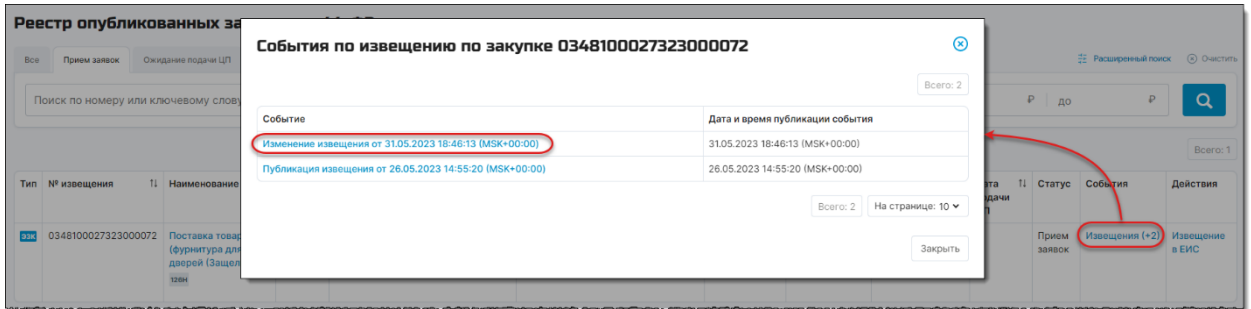 Реестр опубликованных
События по извещению по закупке 0348100027323000072
Все Прием заявок Ожидание подачи ЦП
Расширенный поиск Очистить
Всего: 2
Поиск по номеру или ключевому слову
₽ до ₽
Событие Дата и время публикации события
Изменение извещения от 31.05.2023 18:46:13 (MSK+00:00) 31.05.2023 18:46:13 (MSK+00:00)
Всего: 1
Публикация извещения от 26.05.2023 14:55:20 (MSK+00:00) 26.05.2023 14:55:20 (MSK+00:00)
Тип № извещения Наименование Статус События Действия
Всего: 2 На странице: 10
ЭЗК 0348100027323000072 Поставка товар
(фурнитура для
дверей (Защел
126Н
Прием
заявок
Извещения (+2)
Извещение
в ЕИС
Закрыть